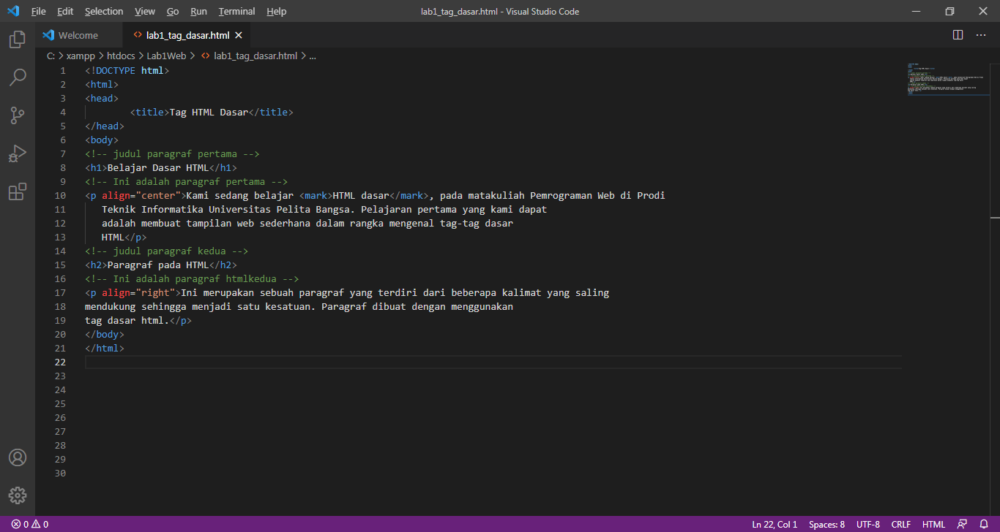 File Edit Selection View Go Run Terminal Help lab1_tag_dasar.html - Visual Studio Code
Welcome lab1_tag_dasar.html
C: > xampp > htdocs > Lab1Web > lab1_tag_dasar.html > ...
1 <!DOCTYPE html>
2 <html>
3 <head>
4 <title>Tag HTML Dasar</title>
5 </head>
6 <body>
7 <!-- judul paragraf pertama -->
8 <h1>Belajar Dasar HTML</h1>
9 <!-- Ini adalah paragraf pertama -->
10 <p align="center">Kami sedang belajar <mark>HTML dasar</mark>, pada matakuliah Pemrograman Web di Prodi
11 Teknik Informatika Universitas Pelita Bangsa. Pelajaran pertama yang kami dapat
12 adalah membuat tampilan web sederhana dalam rangka mengenal tag-tag dasar
13 HTML</p>
14 <!-- judul paragraf kedua -->
15 <h2>Paragraf pada HTML</h2>
16 <!-- Ini adalah paragraf htmlkedua -->
17 <p align="right">Ini merupakan sebuah paragraf yang terdiri dari beberapa kalimat yang saling
18 mendukung sehingga menjadi satu kesatuan. Paragraf dibuat dengan menggunakan
19 tag dasar html.</p>
20 </body>
21 </html>
22
23
24
25
26
27
28
29
30
0 0 Ln 22, Col 1 Spaces: 8 UTF-8 CRLF HTML